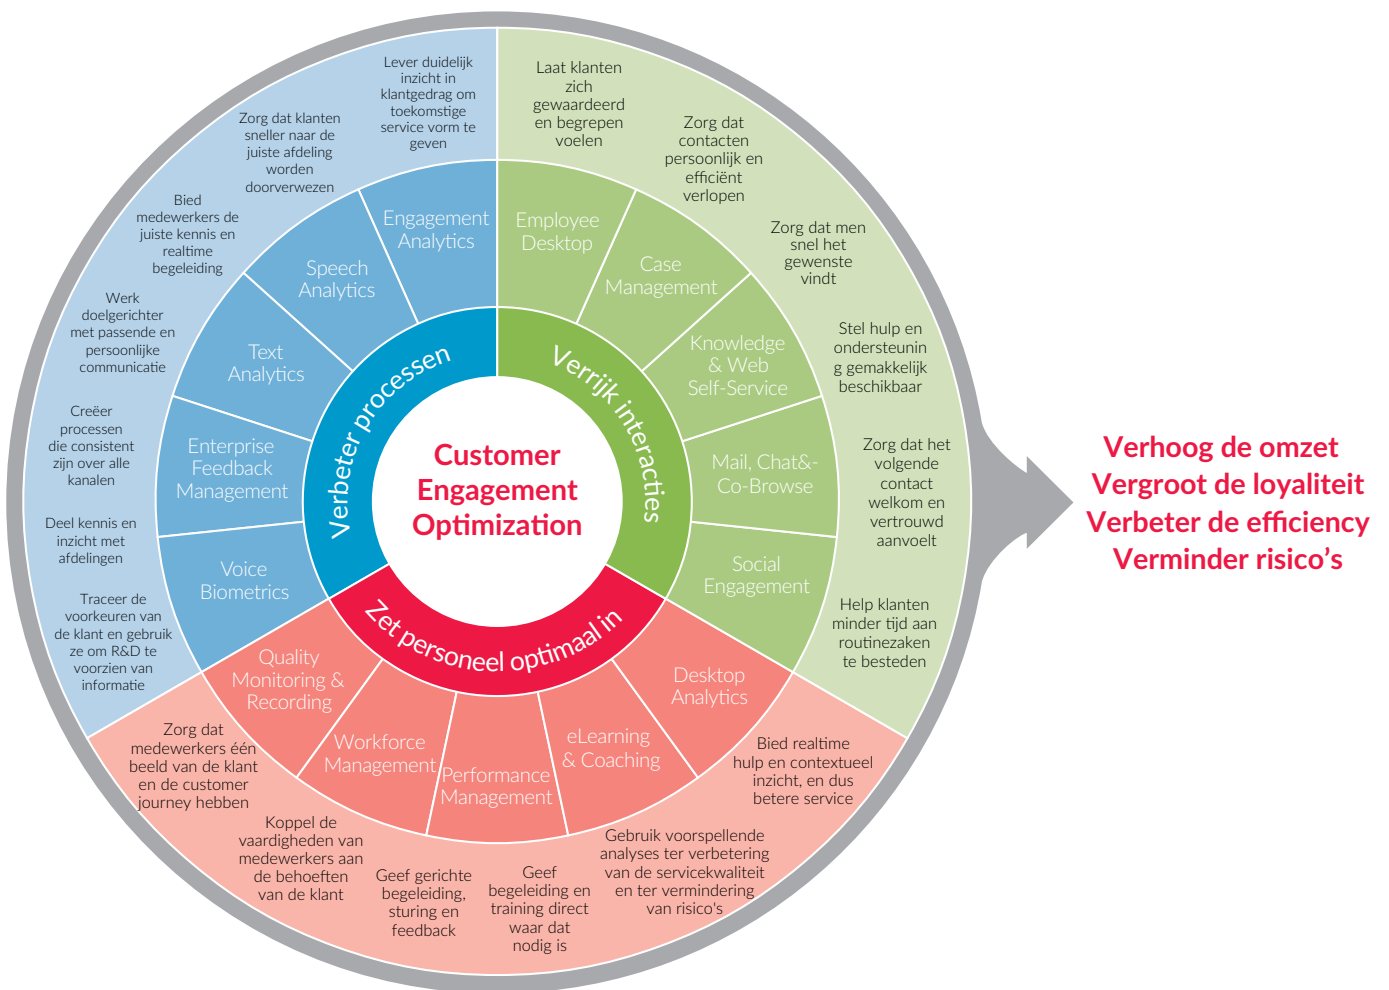 Lever duidelijk
inzicht in
klantgedrag om
toekomstige
service vorm te
geven
Zorg dat klanten
sneller naar de
juiste afdeling
worden
doorverwezen
Bied
medewerkers de
juiste kennis en
realtime
begeleiding
Werk
doelgerichter
met passende en
persoonlijke
communicatie
Creëer
processen
die consistent
zijn over alle
kanalen
Deel kennis en
inzicht met
afdelingen
Traceer de
voorkeuren van
de klant en gebruik
ze om R&D te
voorzien van
informatie
Laat klanten
zich
gewaardeerd
en begrepen
voelen
Zorg dat
contacten
persoonlijk en
efficiënt
verlopen
Zorg dat men
snel het
gewenste
vindt
Stel hulp en
ondersteunin
g gemakkelijk
beschikbaar
Zorg dat het
volgende
contact
welkom en
vertrouwd
aanvoelt
Help klanten
minder tijd aan
routinezaken
te besteden
Engagement
Analytics
Speech
Analytics
Text
Analytics
Enterprise
Feedback
Management
Voice
Biometrics
Employee
Desktop
Case
Management
Knowledge
& Web
Self-Service
Mail, Chat&-
Co-Browse
Social
Engagement
Verbeter processen
Verrijk interacties
Zet personeel optimaal in
Customer
Engagement
Optimization
Quality
Monitoring &
Recording
Workforce
Management
Performance
Management
eLearning
& Coaching
Desktop
Analytics
Zorg dat
medewerkers één
beeld van de klant
en de customer
journey hebben
Koppel de
vaardigheden van
medewerkers aan
de behoeften
van de klant
Geef gerichte
begeleiding,
sturing en
feedback
Geef
begeleiding en
training direct
waar dat
nodig is
Gebruik voorspellende
analyses ter verbetering
van de servicekwaliteit
en ter vermindering
van risico's
Bied realtime
hulp en contextueel
inzicht, en dus
betere service
Verhoog de omzet
Vergroot de loyaliteit
Verbeter de efficiency
Verminder risico’s